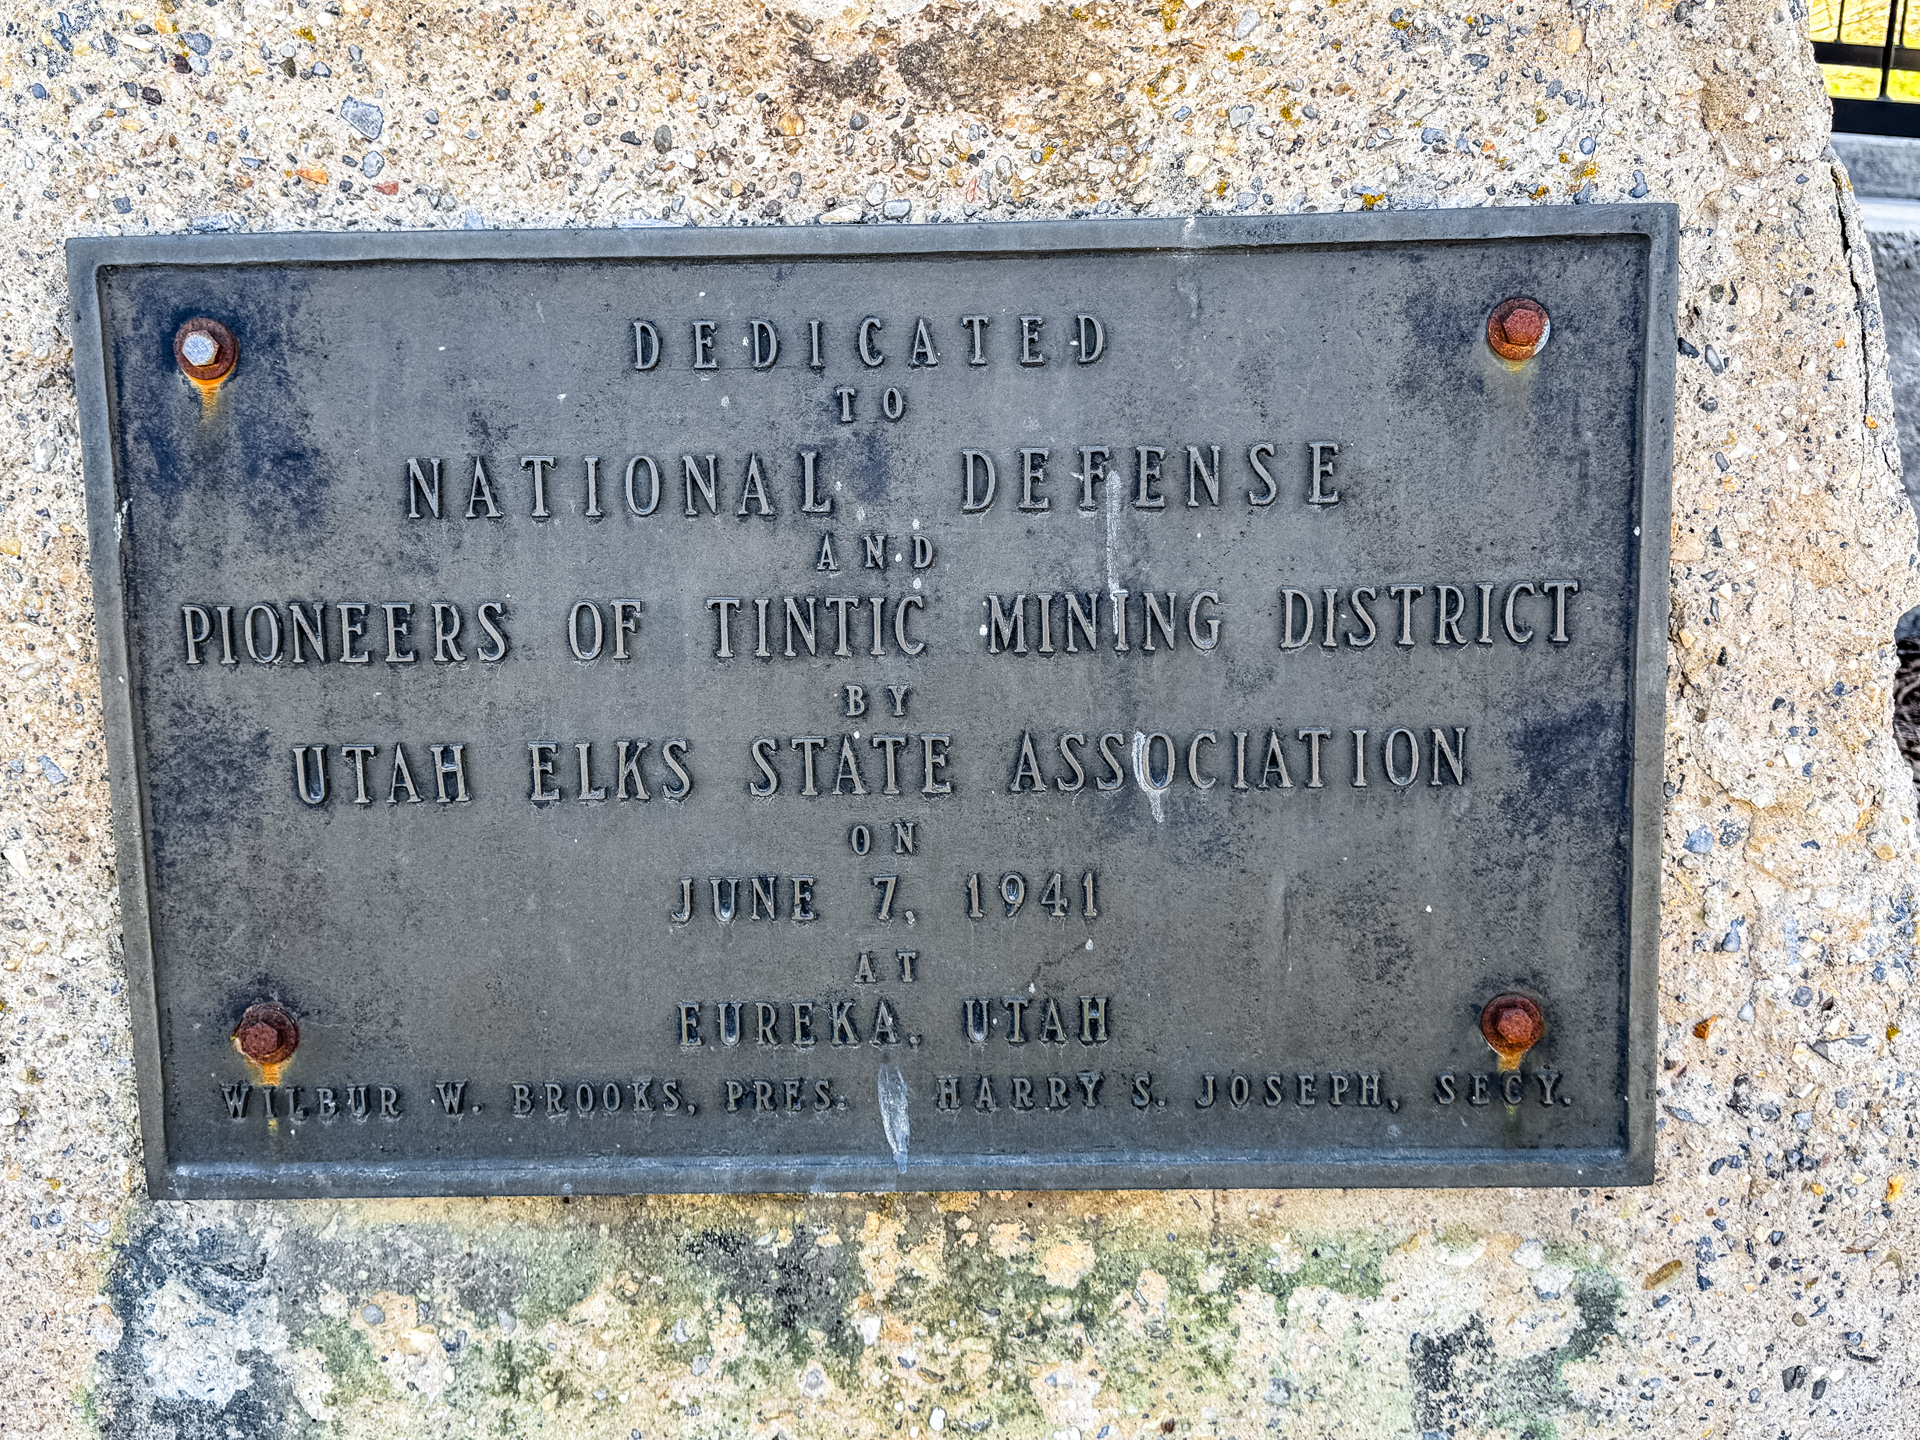 DEDICATED
TO
NATIONAL DEFENSE
AND
PIONEERS OF TINTIC MINING DISTRICT
BY
UTAH ELKS STATE ASSOCIATION
ON
JUNE 7, 1941
AT
EUREKA, UTAH
WILBUR W. BROOKS, PRES. HARRY S. JOSEPH, SECY.